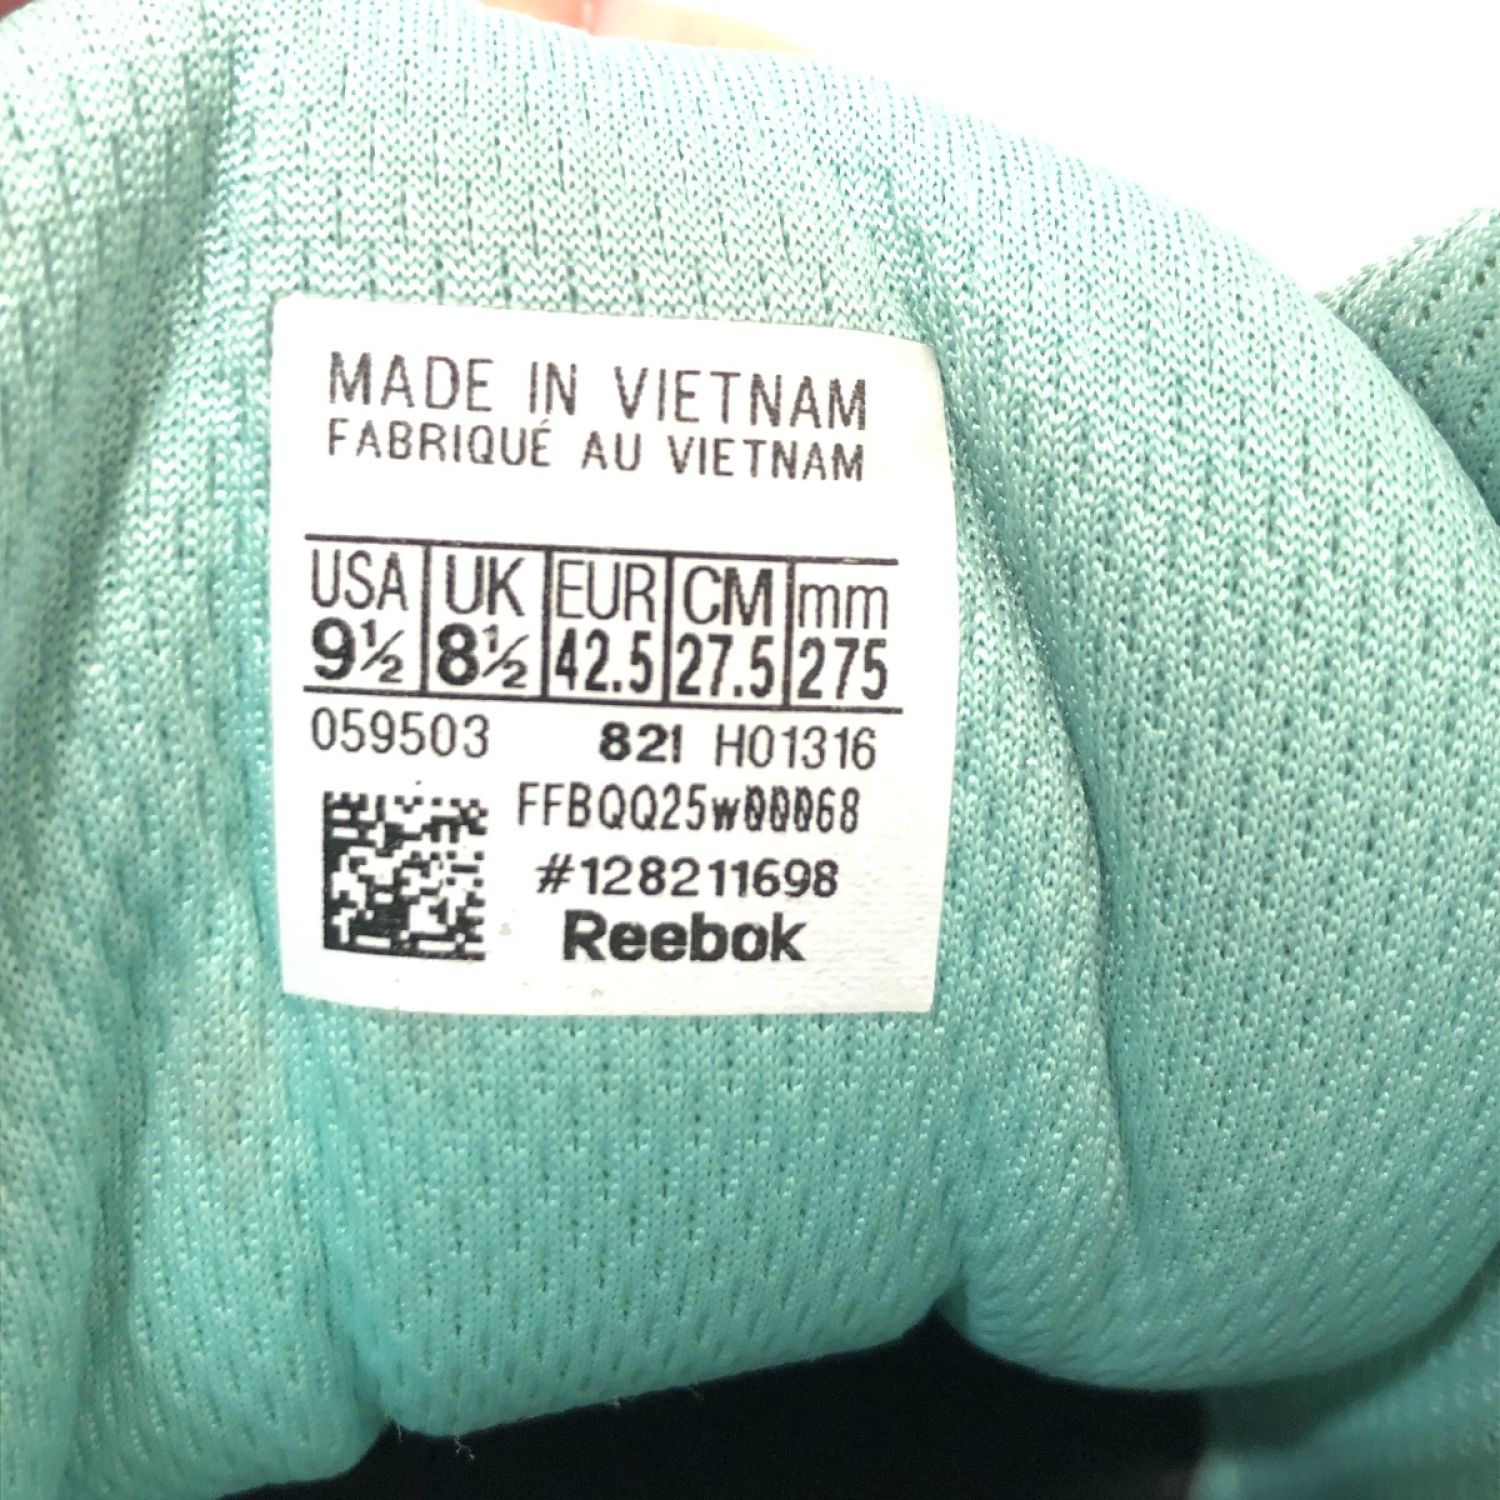 MADE IN VIETNAM
FABRIQUÉ AU VIETNAM
USA UK EUR CM mm
9½ 8½ 42.5 27.5 275
059503 821 H01316
FFBQQ25w00068
#128211698
Reebok